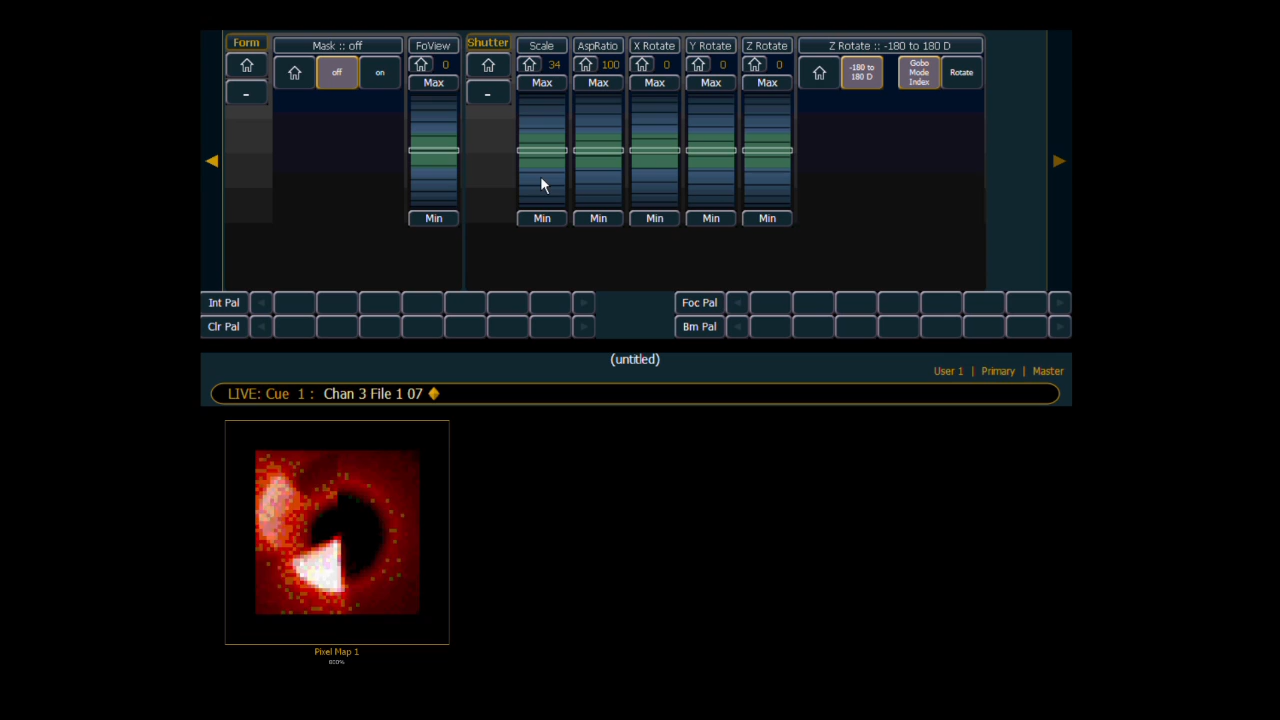 Form
Mask :: off
FoView
Shutter
Scale
AspRatio
X Rotate
Y Rotate
Z Rotate
Z Rotate :: -180 to 180 D
off
on
0
34
100
0
0
0
-180 to 180 D
Gobo Mode Index
Rotate
-
-
Max
Max
Max
Max
Max
Max
Min
Min
Min
Min
Min
Min
Int Pal
Foc Pal
Clr Pal
Bm Pal
(untitled)
User 1 | Primary | Master
LIVE: Cue 1 : Chan 3 File 1 07
Pixel Map 1
800%